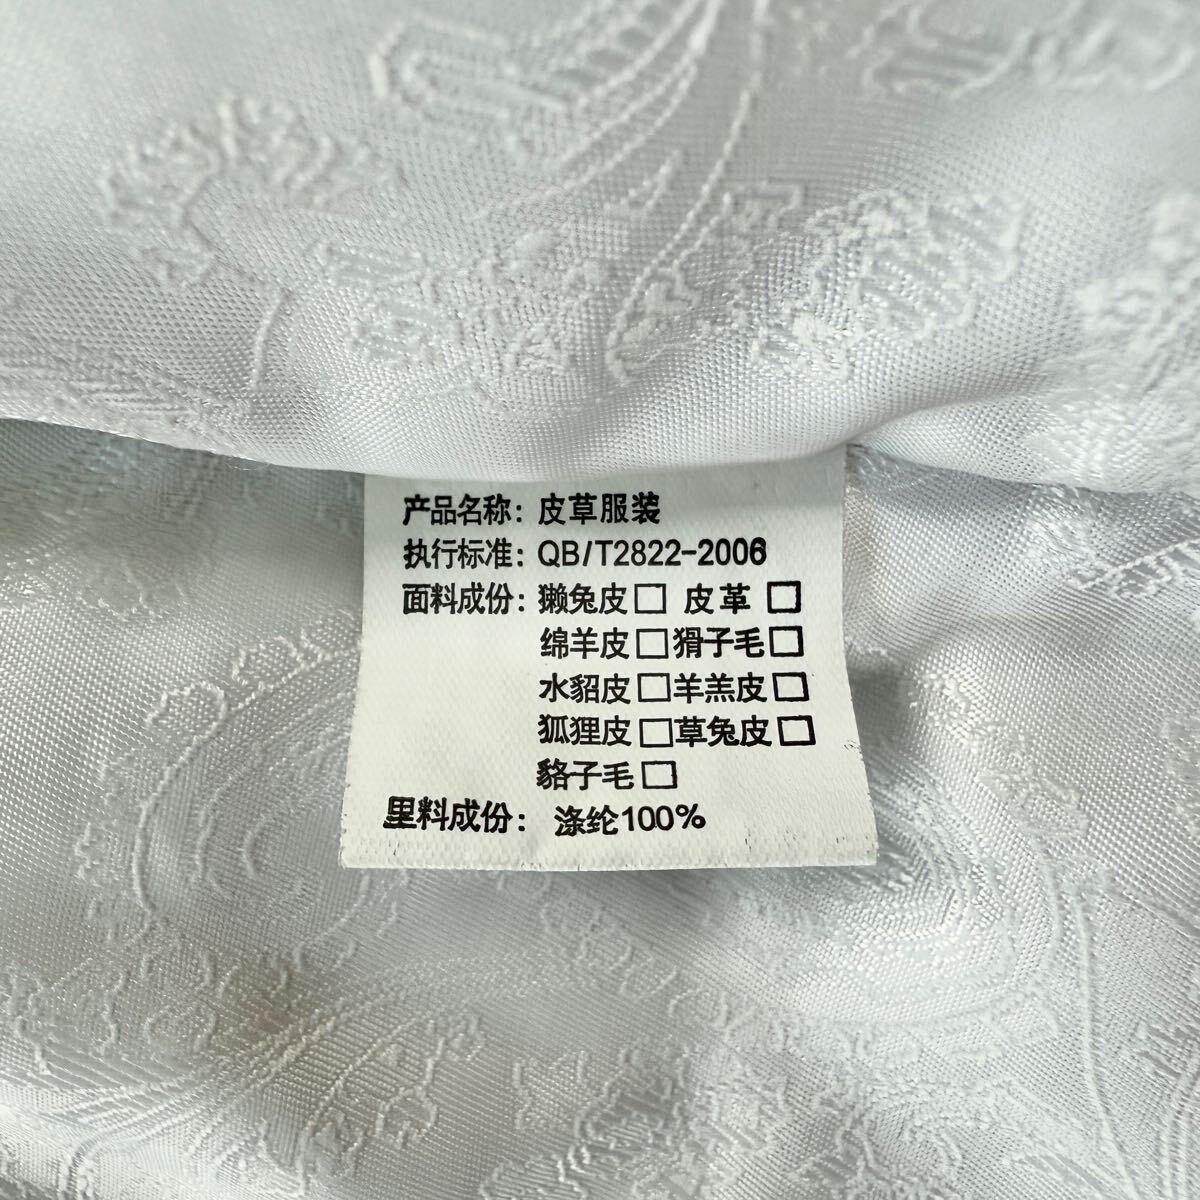 产品名称：皮草服装
执行标准：QB/T2822-2006
面料成份：獭兔皮□ 皮革□
绵羊皮□猾子毛□
水貂皮□羊羔皮□
狐狸皮□草兔皮□
貉子毛□
里料成份：涤纶100%